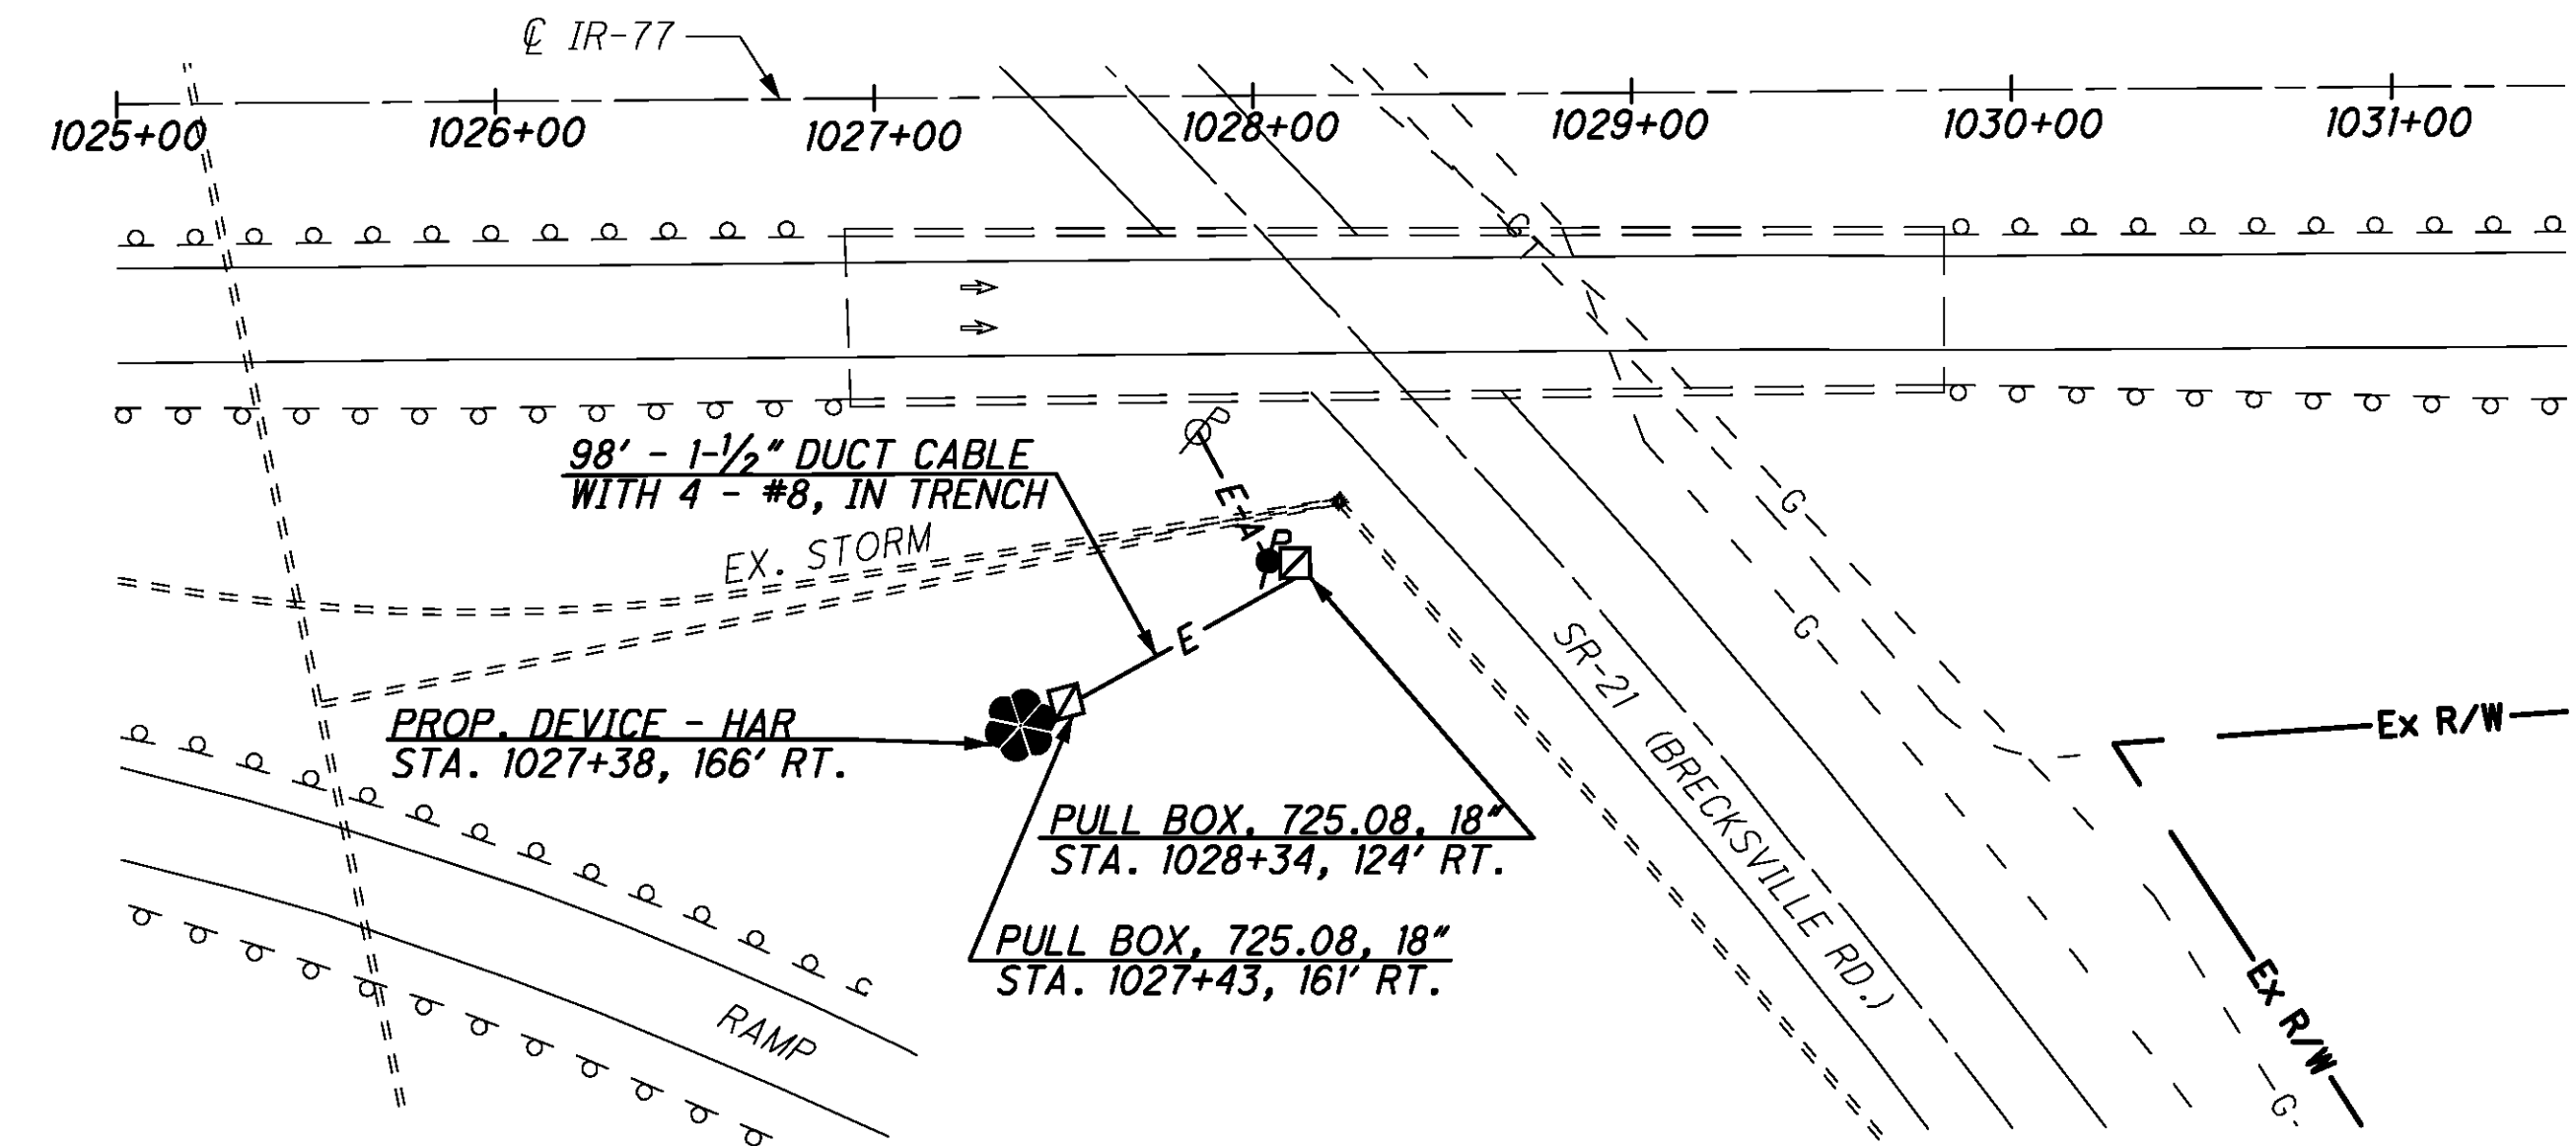 ℄ IR-77
1025+00
1026+00
1027+00
1028+00
1029+00
1030+00
1031+00
98' - 1-1/2" DUCT CABLE
WITH 4 - #8, IN TRENCH
EX. STORM
E
A
P
P
T
S
G
G
E
SR-21 (BRECKSVILLE RD.)
Ex R/W
PROP. DEVICE - HAR
STA. 1027+38, 166' RT.
PULL BOX, 725.08, 18"
STA. 1028+34, 124' RT.
PULL BOX, 725.08, 18"
STA. 1027+43, 161' RT.
RAMP
Ex R/W
G